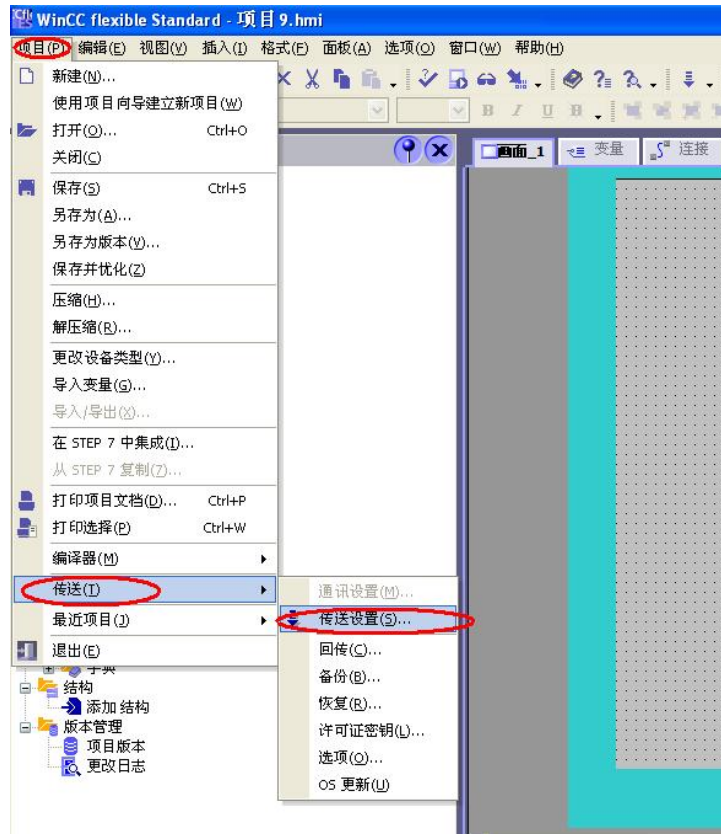 WinCC flexible Standard - 项目9.hmi
项目(P) 编辑(E) 视图(V) 插入(I) 格式(F) 面板(A) 选项(O) 窗口(W) 帮助(H)
新建(N)...
使用项目向导建立新项目(W)
打开(O)... Ctrl+O
关闭(C)
画面_1 变量 连接
保存(S) Ctrl+S
另存为(A)...
另存为版本(V)...
保存并优化(Z)
压缩(H)...
解压缩(R)...
更改设备类型(Y)...
导入变量(G)...
导入/导出(X)...
在 STEP 7 中集成(I)...
从 STEP 7 复制(7)...
打印项目文档(D)... Ctrl+P
打印选择(P) Ctrl+W
编译器(M)
传送(T)
最近项目(J)
退出(E)
通讯设置(M)...
传送设置(S)...
回传(C)...
备份(B)...
恢复(R)...
许可证密钥(L)...
选项(O)...
OS 更新(U)
字典
结构
添加 结构
版本管理
项目版本
更改日志